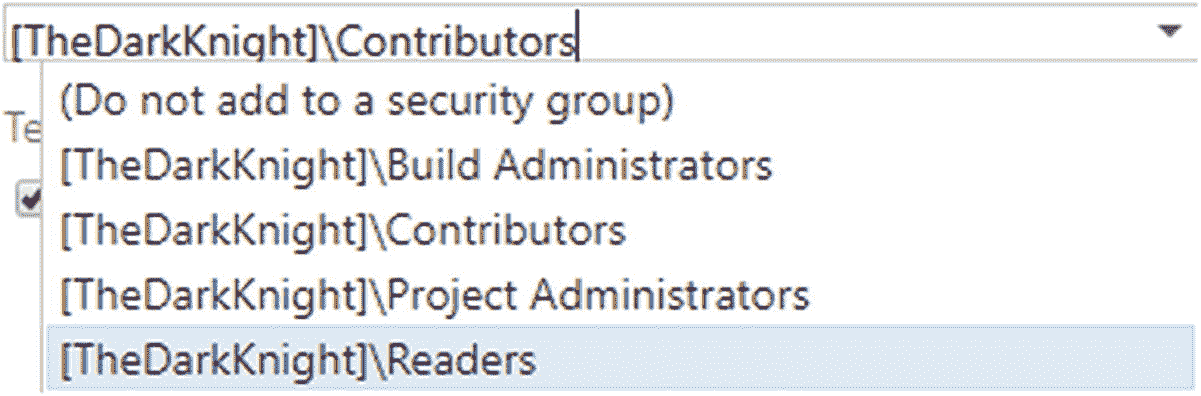 [TheDarkKnight]\Contributors
(Do not add to a security group)
Te
[TheDarkKnight]\Build Administrators
[TheDarkKnight]\Contributors
[TheDarkKnight]\Project Administrators
[TheDarkKnight]\Readers